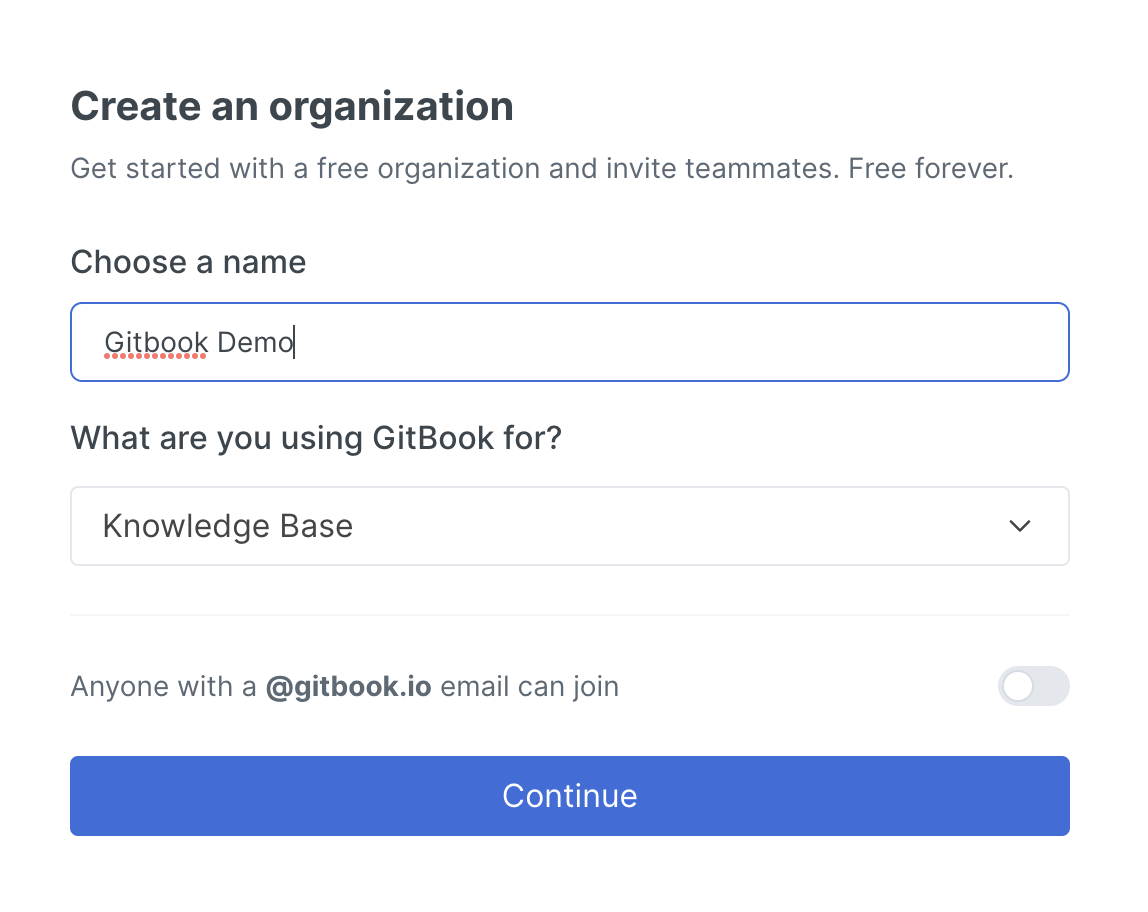 Create an organization
Get started with a free organization and invite teammates. Free forever.
Choose a name
Gitbook Demo
What are you using GitBook for?
Knowledge Base
Anyone with a @gitbook.io email can join
Continue